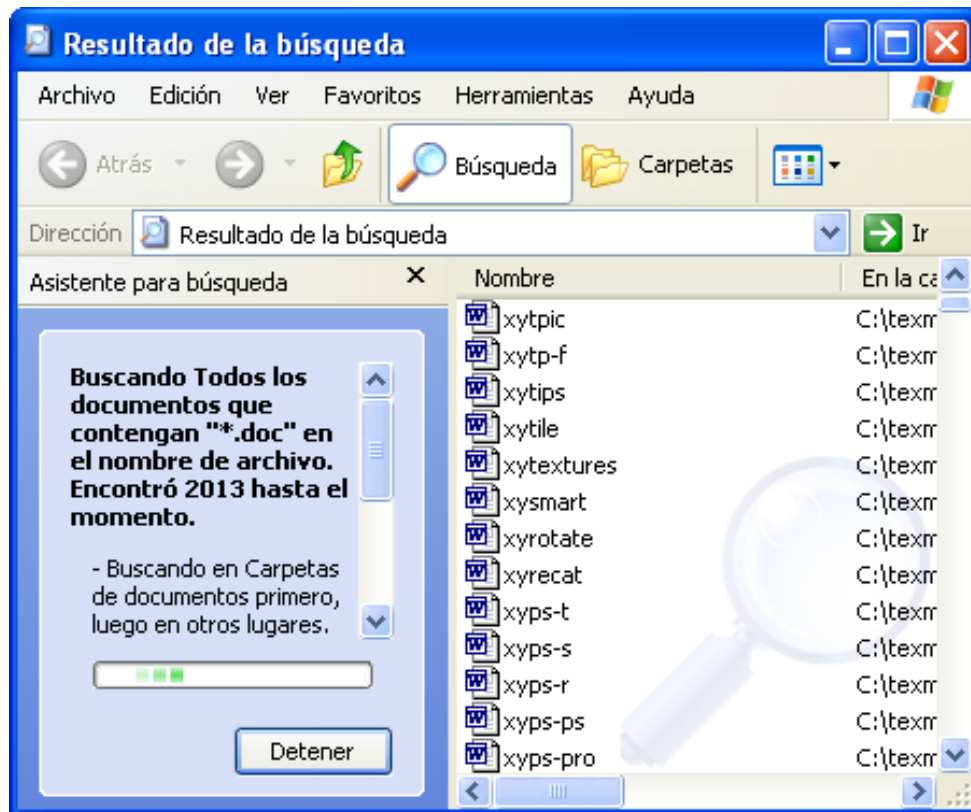 Resultado de la búsqueda
Archivo Edición Ver Favoritos Herramientas Ayuda
Atrás Búsqueda Carpetas
Dirección Resultado de la búsqueda Ir
Asistente para búsqueda
Buscando Todos los
documentos que
contengan "*.doc" en
el nombre de archivo.
Encontró 2013 hasta el
momento.
- Buscando en Carpetas
de documentos primero,
luego en otros lugares.
Detener
Nombre En la ca
xytpic C:\texm
xytp-f C:\texm
xytips C:\texm
xytile C:\texm
xytextures C:\texm
xysmart C:\texm
xyrotate C:\texm
xyrecat C:\texm
xyps-t C:\texm
xyps-s C:\texm
xyps-r C:\texm
xyps-ps C:\texm
xyps-pro C:\texm